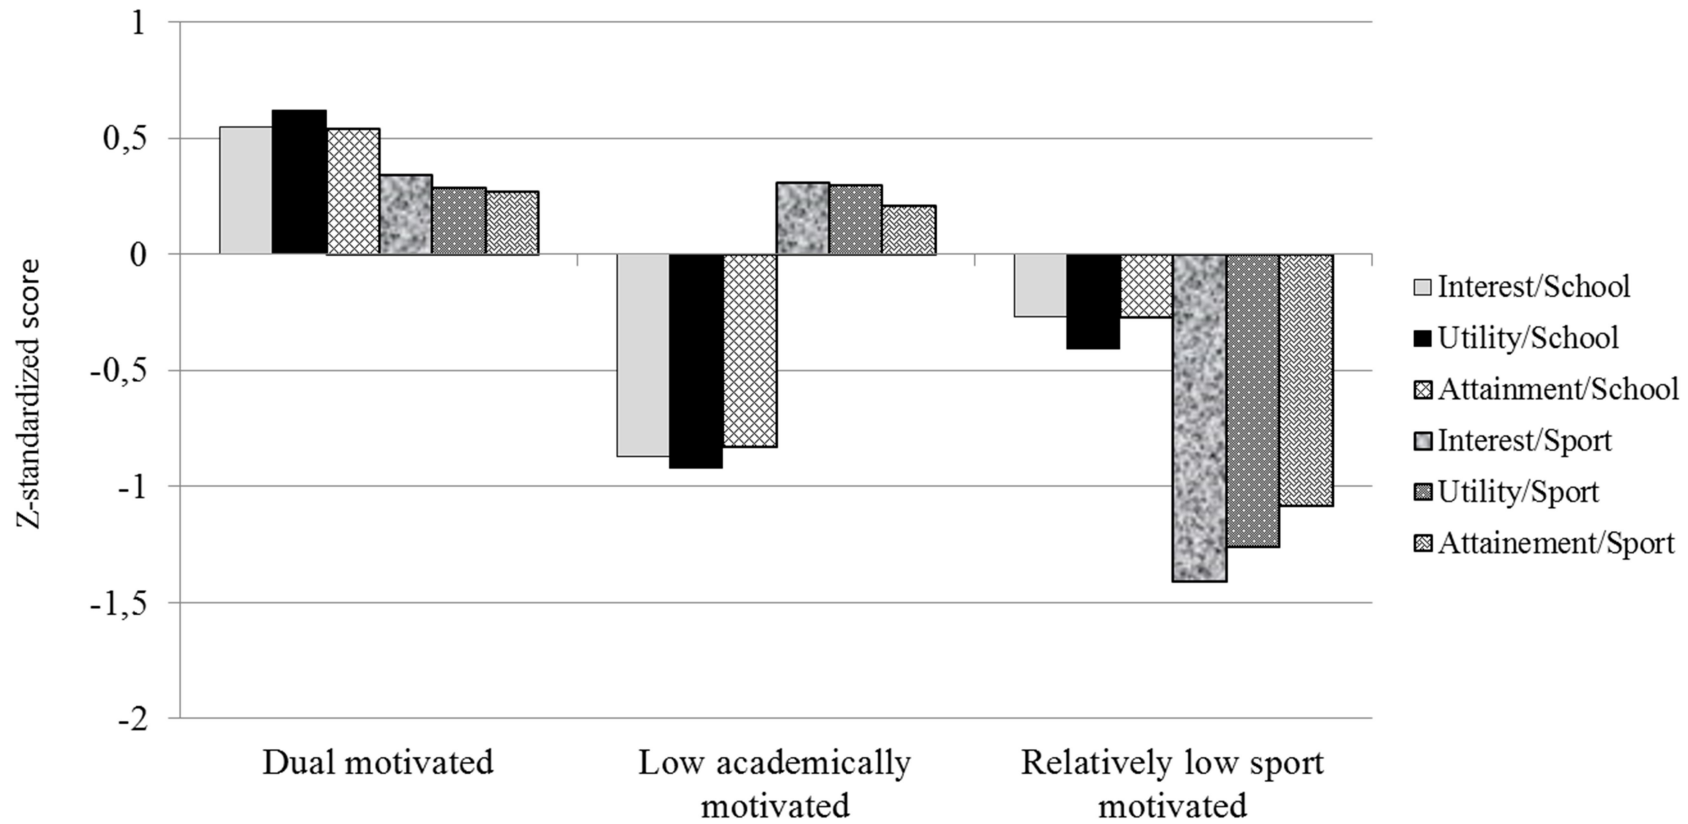 1
0,5
0
-0,5
-1
-1,5
-2
Z-standardized score
Dual motivated
Low academically
motivated
Relatively low sport
motivated
Interest/School
Utility/School
Attainment/School
Interest/Sport
Utility/Sport
Attainement/Sport